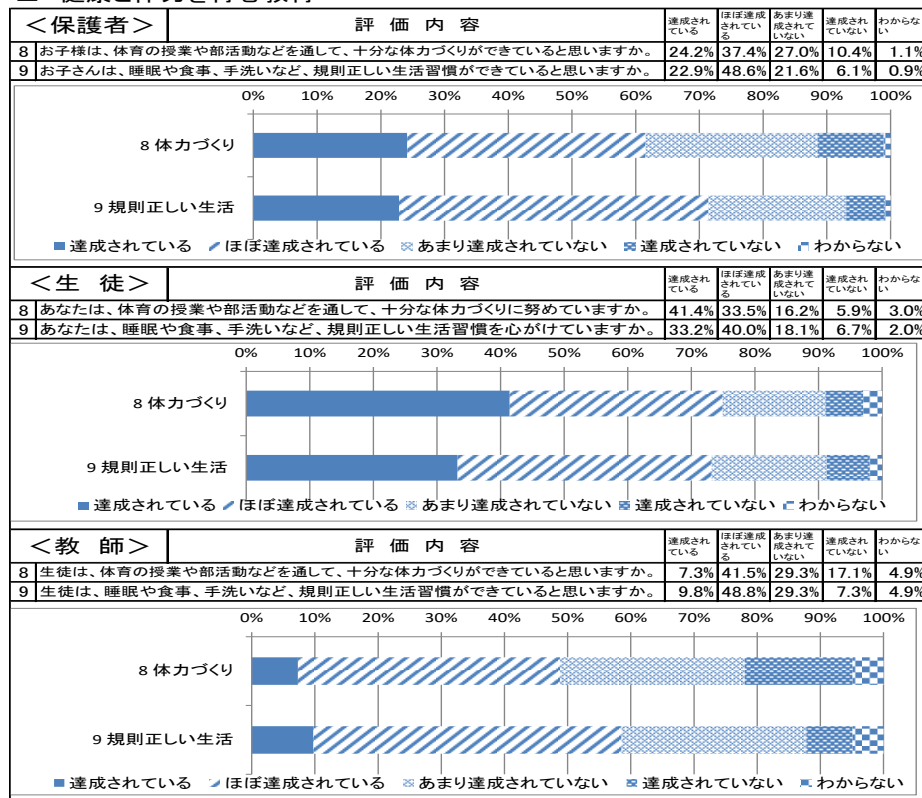 ＜保護者＞ 評 価 内 容 達成されている ほぼ達成されている あまり達成されていない 達成されていない わからない
8 お子様は、体育の授業や部活動などを通して、十分な体力づくりができていると思いますか。 24.2% 37.4% 27.0% 10.4% 1.1%
9 お子さんは、睡眠や食事、手洗いなど、規則正しい生活習慣ができていると思いますか。 22.9% 48.6% 21.6% 6.1% 0.9%
0% 10% 20% 30% 40% 50% 60% 70% 80% 90% 100%
8 体力づくり
9 規則正しい生活
達成されている ほぼ達成されている あまり達成されていない 達成されていない わからない
＜生 徒＞ 評 価 内 容 達成されている ほぼ達成されている あまり達成されていない 達成されていない わからない
8 あなたは、体育の授業や部活動などを通して、十分な体力づくりに努めていますか。 41.4% 33.5% 16.2% 5.9% 3.0%
9 あなたは、睡眠や食事、手洗いなど、規則正しい生活習慣を心がけていますか。 33.2% 40.0% 18.1% 6.7% 2.0%
0% 10% 20% 30% 40% 50% 60% 70% 80% 90% 100%
8 体力づくり
9 規則正しい生活
達成されている ほぼ達成されている あまり達成されていない 達成されていない わからない
＜教 師＞ 評 価 内 容 達成されている ほぼ達成されている あまり達成されていない 達成されていない わからない
8 生徒は、体育の授業や部活動などを通して、十分な体力づくりができていると思いますか。 7.3% 41.5% 29.3% 17.1% 4.9%
9 生徒は、睡眠や食事、手洗いなど、規則正しい生活習慣ができていると思いますか。 9.8% 48.8% 29.3% 7.3% 4.9%
0% 10% 20% 30% 40% 50% 60% 70% 80% 90% 100%
8 体力づくり
9 規則正しい生活
達成されている ほぼ達成されている あまり達成されていない 達成されていない わからない